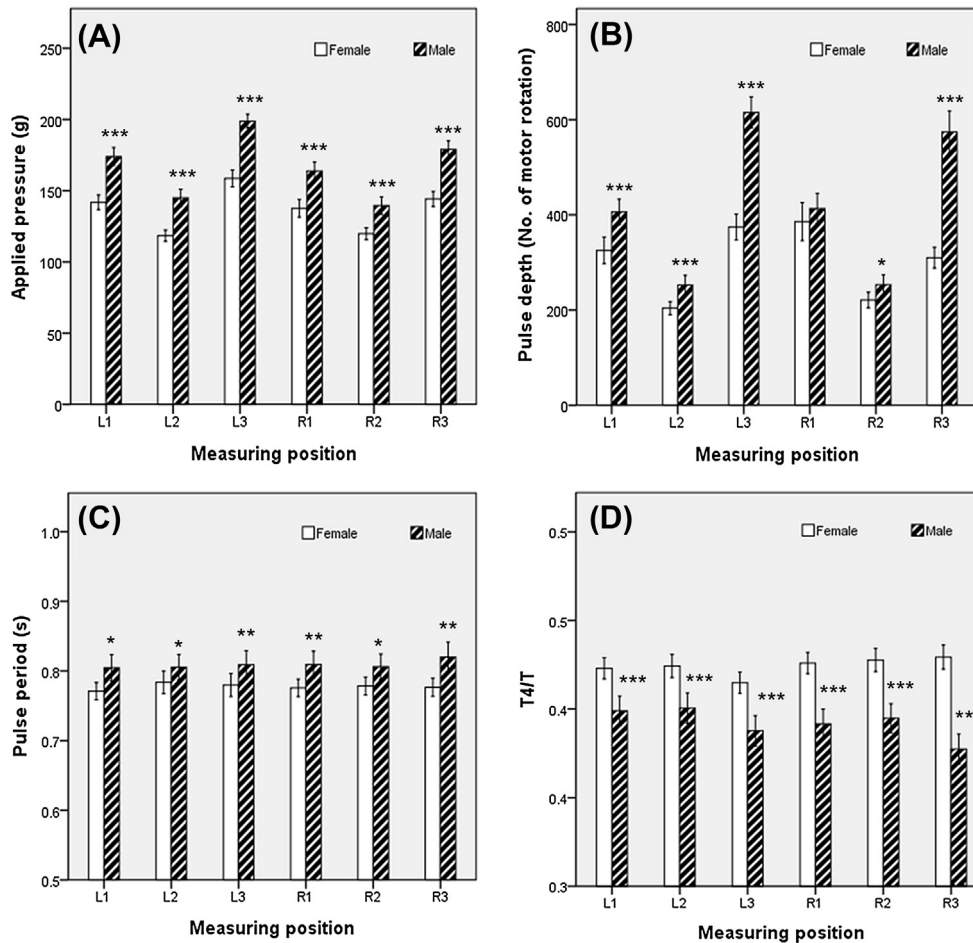 (A)
Female Male
250
200
150
100
50
0
Applied pressure (g)
*** *** *** *** *** ***
L1 L2 L3 R1 R2 R3
Measuring position
(B)
Female Male
800
600
400
200
0
Pulse depth (No. of motor rotation)
*** *** *** * ***
L1 L2 L3 R1 R2 R3
Measuring position
(C)
Female Male
1.0
0.9
0.8
0.7
0.6
0.5
Pulse period (s)
* * ** ** * **
L1 L2 L3 R1 R2 R3
Measuring position
(D)
Female Male
0.5
0.5
0.4
0.4
0.3
T4/T
*** *** *** *** *** **
L1 L2 L3 R1 R2 R3
Measuring position